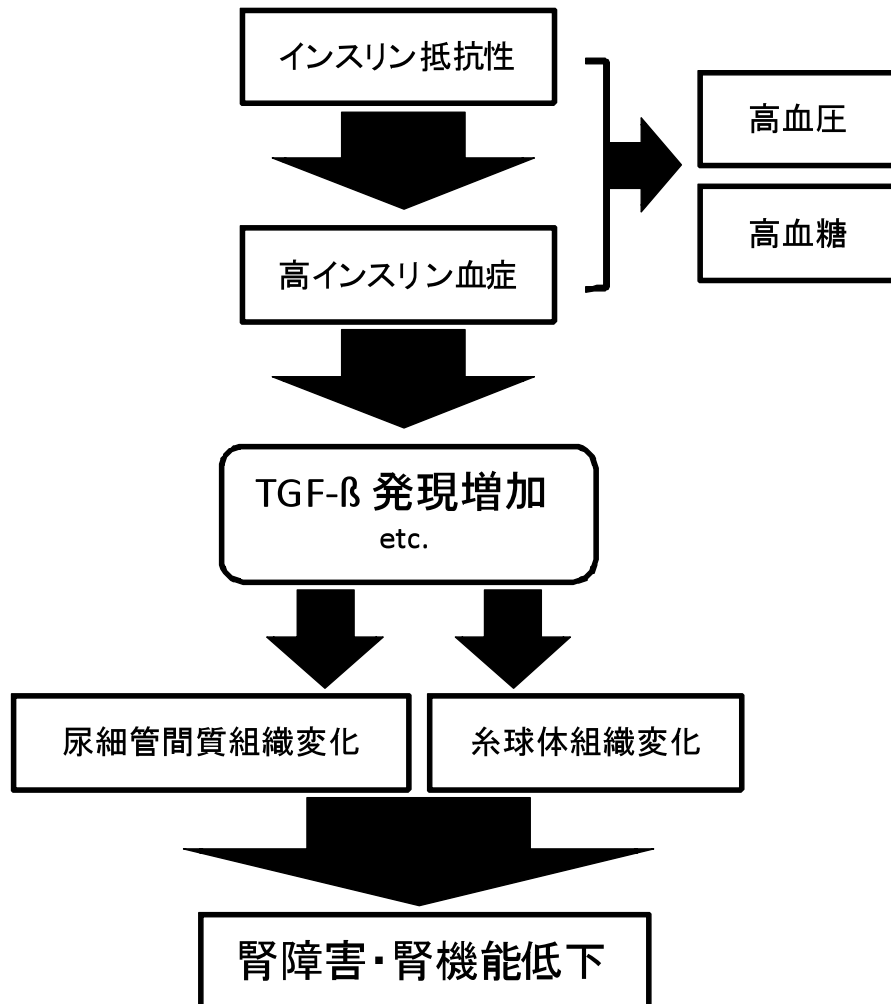 インスリン抵抗性
高血圧
高血糖
高インスリン血症
TGF-ß 発現増加
etc.
尿細管間質組織変化
糸球体組織変化
腎障害・腎機能低下